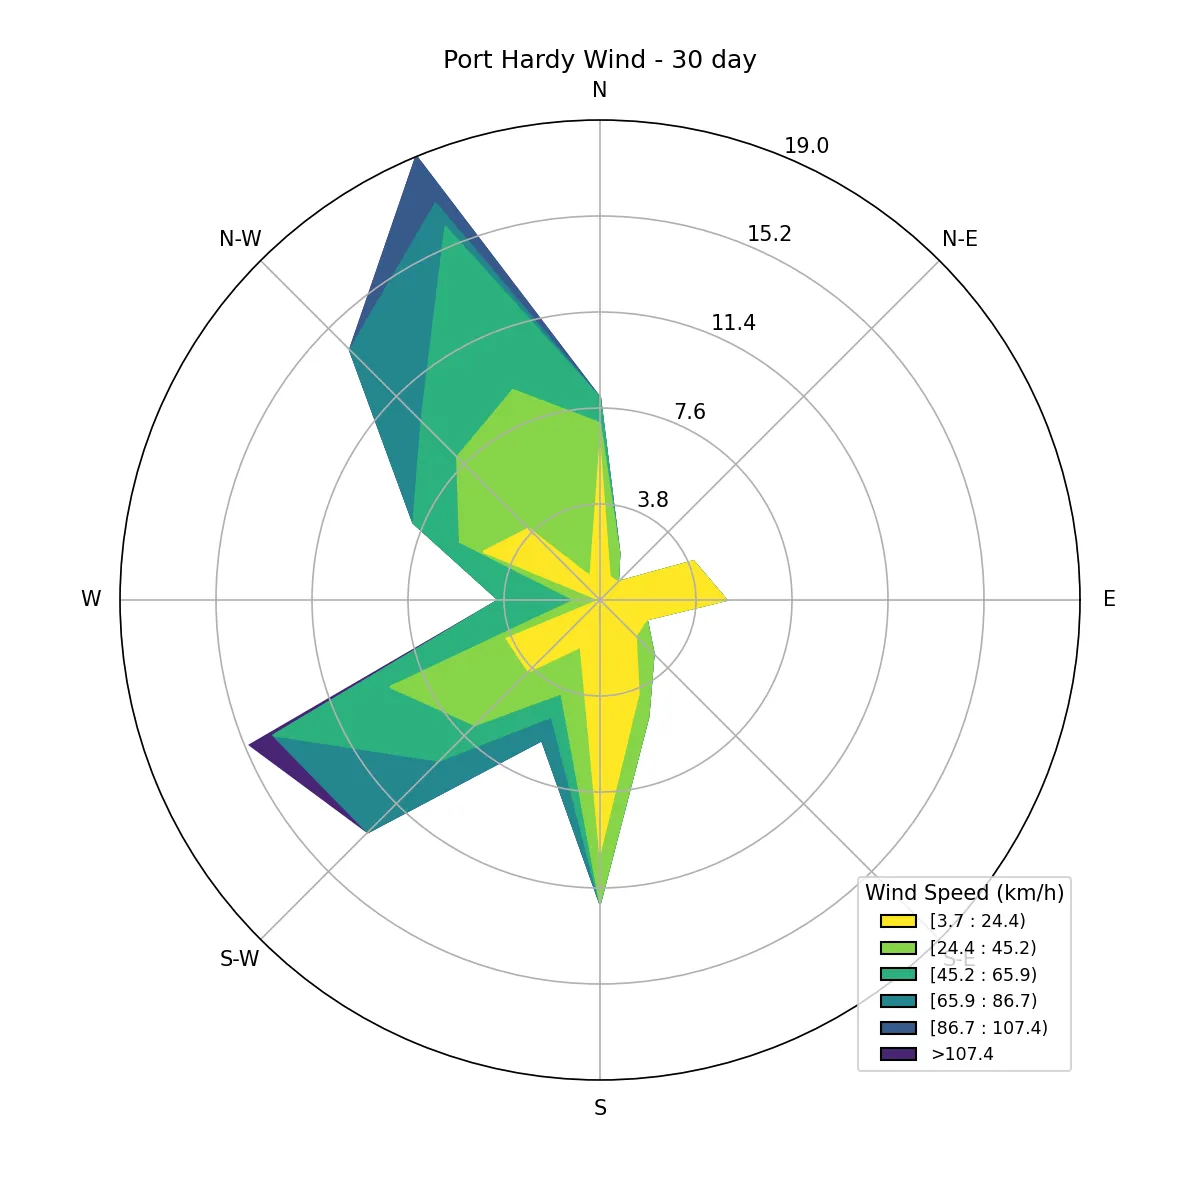 Port Hardy Wind - 30 day
N
19.0
15.2
N-W
N-E
11.4
7.6
3.8
W
E
Wind Speed (km/h)
[3.7 : 24.4)
[24.4 : 45.2)
S-W
S-E
[45.2 : 65.9)
[65.9 : 86.7)
[86.7 : 107.4)
>107.4
S